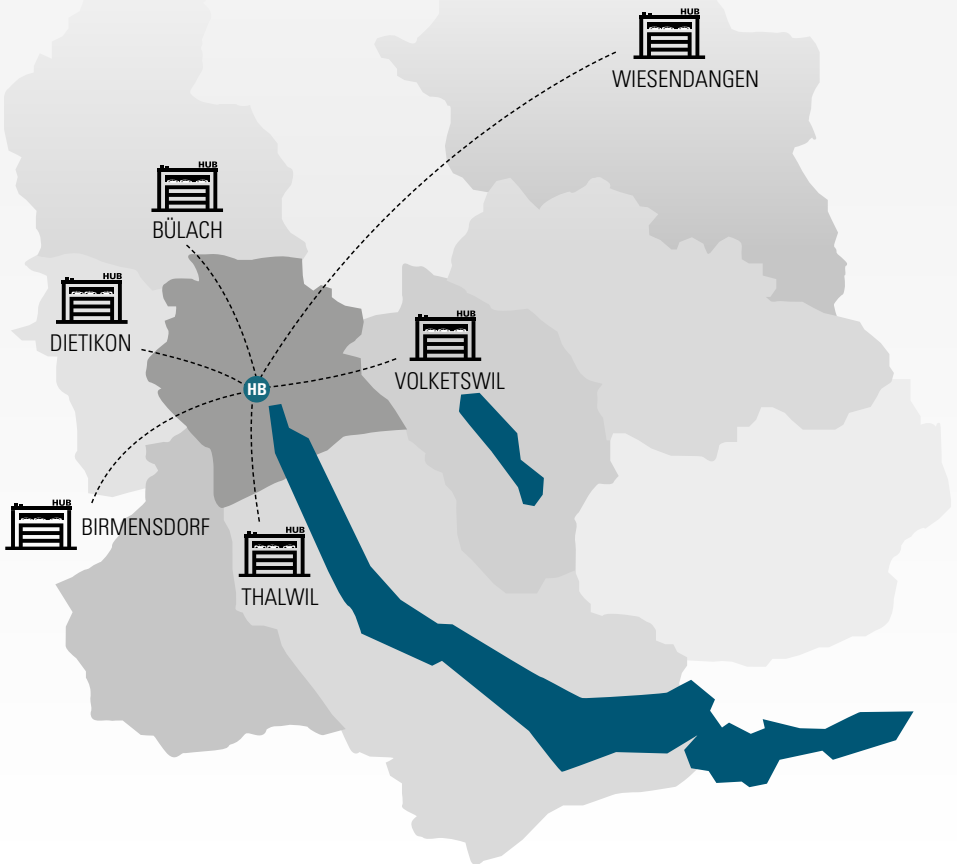 HUB
WIESENDANGEN
HUB
BÜLACH
HUB
DIETIKON
HUB
VOLKETSWIL
HB
HUB
BIRMENSDORF
HUB
THALWIL